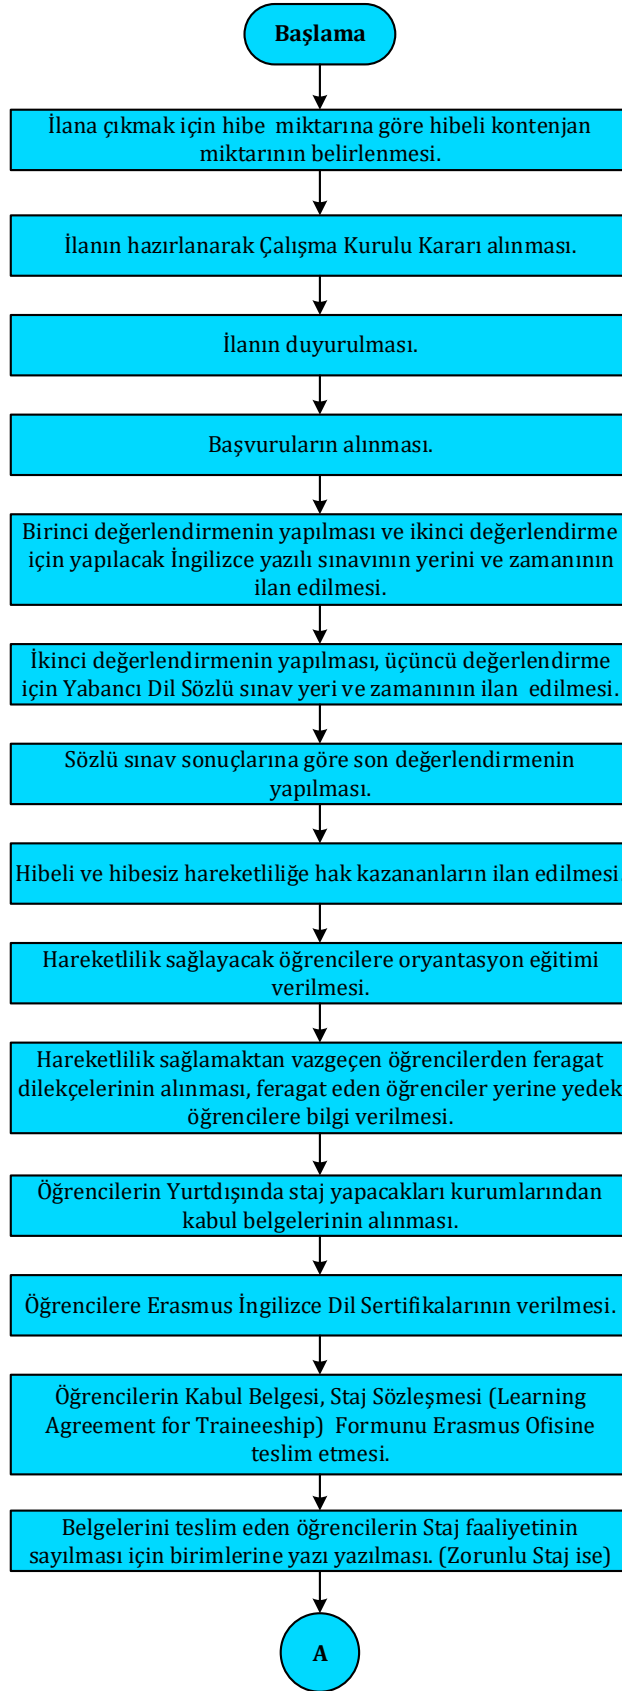 Başlama
İlana çıkmak için hibe miktarına göre hibeli kontenjan
miktarının belirlenmesi.
İlanın hazırlanarak Çalışma Kurulu Kararı alınması.
İlanın duyurulması.
Başvuruların alınması.
Birinci değerlendirmenin yapılması ve ikinci değerlendirme
için yapılacak İngilizce yazılı sınavının yerini ve zamanının
ilan edilmesi.
İkinci değerlendirmenin yapılması, üçüncü değerlendirme
için Yabancı Dil Sözlü sınav yeri ve zamanının ilan edilmesi.
Sözlü sınav sonuçlarına göre son değerlendirmenin
yapılması.
Hibeli ve hibesiz hareketliliğe hak kazananların ilan edilmesi.
Hareketlilik sağlayacak öğrencilere oryantasyon eğitimi
verilmesi.
Hareketlilik sağlamaktan vazgeçen öğrencilerden feragat
dilekçelerinin alınması, feragat eden öğrenciler yerine yedek
öğrencilere bilgi verilmesi.
Öğrencilerin Yurtdışında staj yapacakları kurumlarından
kabul belgelerinin alınması.
Öğrencilere Erasmus İngilizce Dil Sertifikalarının verilmesi.
Öğrencilerin Kabul Belgesi, Staj Sözleşmesi (Learning
Agreement for Traineeship) Formunu Erasmus Ofisine
teslim etmesi.
Belgelerini teslim eden öğrencilerin Staj faaliyetinin
sayılması için birimlerine yazı yazılması. (Zorunlu Staj ise)
A